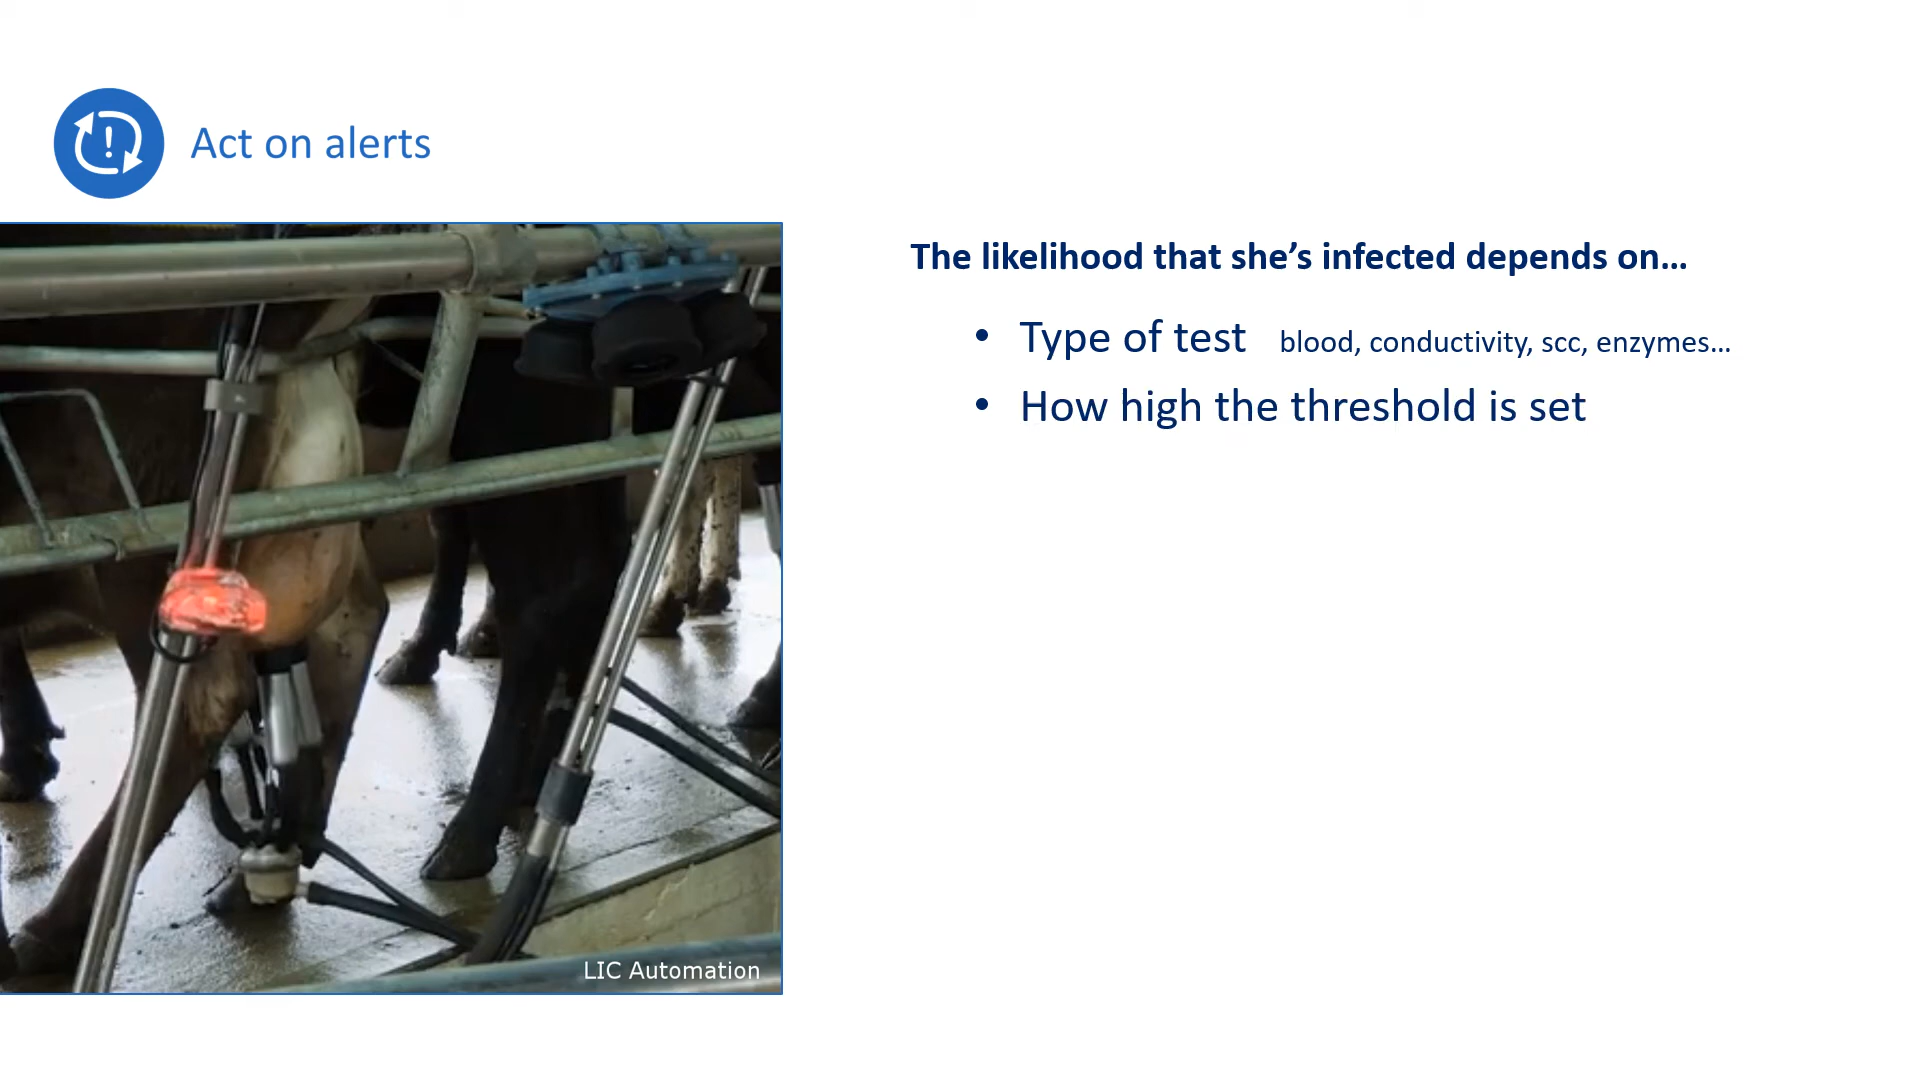 Act on alerts
The likelihood that she's infected depends on…
• Type of test blood, conductivity, scc, enzymes…
• How high the threshold is set
LIC Automation